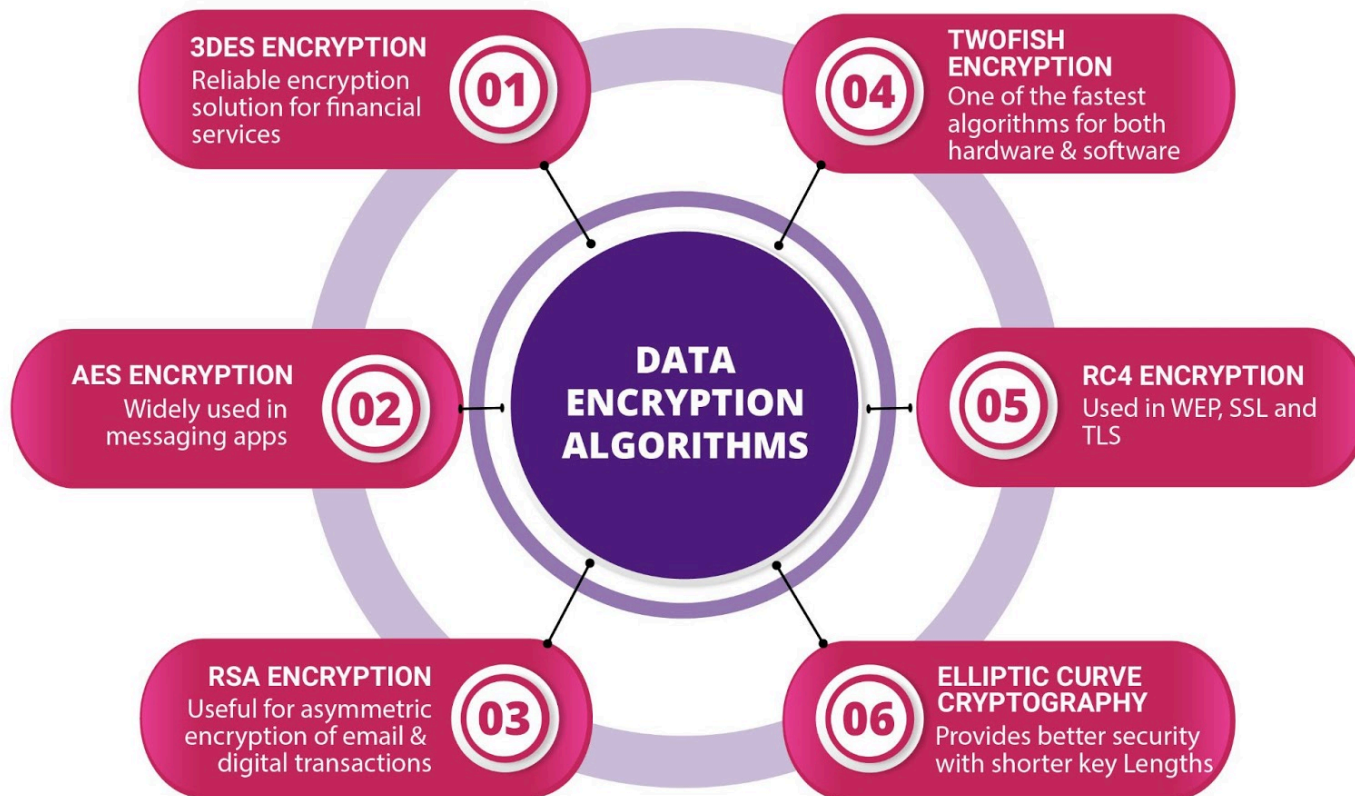 3DES ENCRYPTION
Reliable encryption
solution for financial
services
01
AES ENCRYPTION
Widely used in
messaging apps
02
RSA ENCRYPTION
Useful for asymmetric
encryption of email &
digital transactions
03
DATA
ENCRYPTION
ALGORITHMS
04
TWOFISH
ENCRYPTION
One of the fastest
algorithms for both
hardware & software
05
RC4 ENCRYPTION
Used in WEP, SSL and
TLS
06
ELLIPTIC CURVE
CRYPTOGRAPHY
Provides better security
with shorter key Lengths